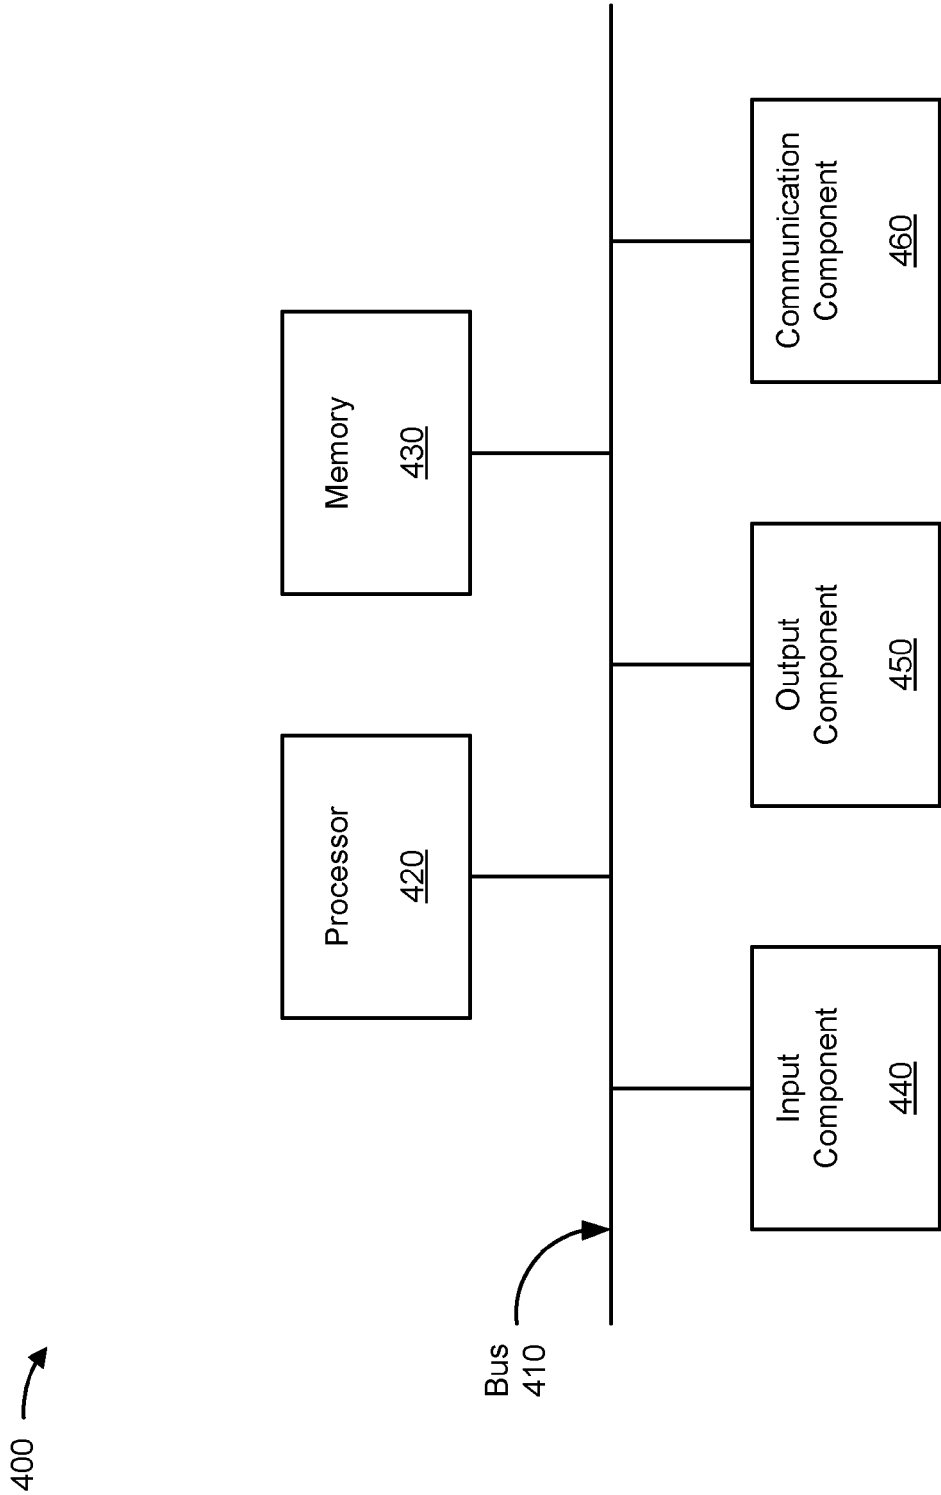 400
Bus
410
Processor
420
Memory
430
Input
Component
440
Output
Component
450
Communication
Component
460